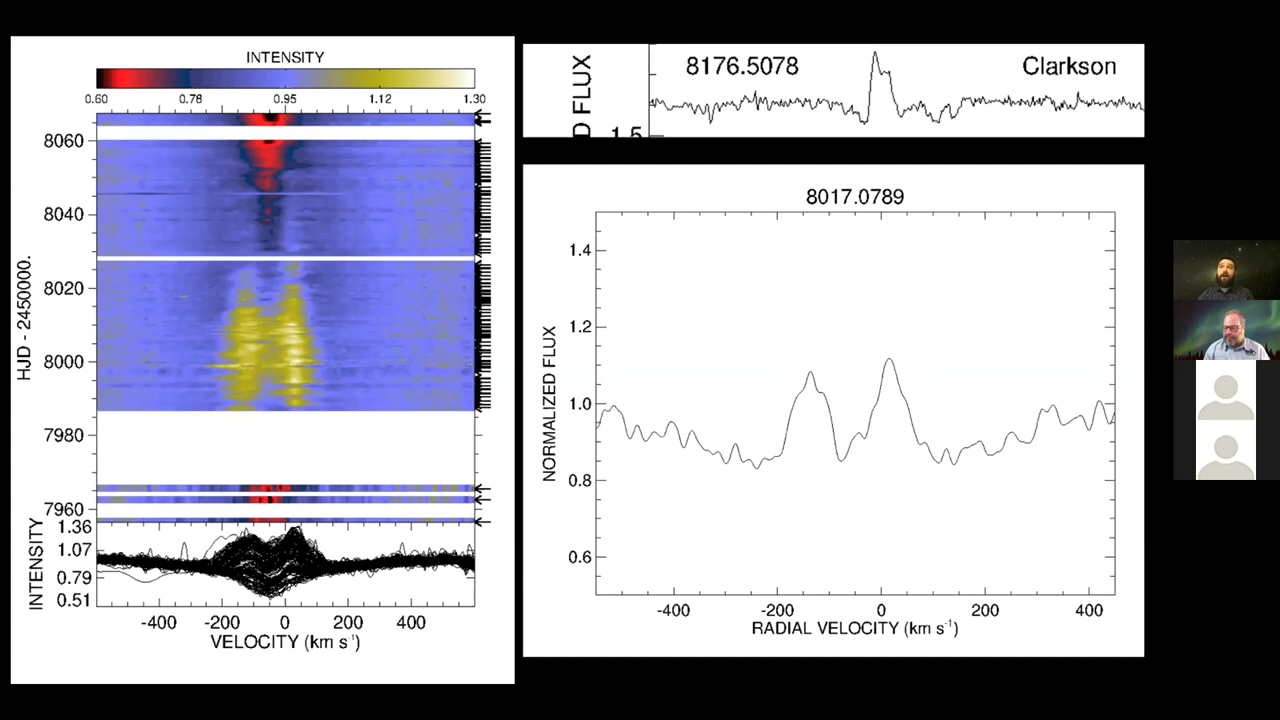 INTENSITY
0.60 0.78 0.95 1.12 1.30
HJD - 2450000.
8060
8040
8020
8000
7980
7960
INTENSITY
1.36
1.07
0.79
0.51
-400 -200 0 200 400
VELOCITY (km s⁻¹)
D FLUX
8176.5078 Clarkson
1.5
8017.0789
NORMALIZED FLUX
1.4
1.2
1.0
0.8
0.6
-400 -200 0 200 400
RADIAL VELOCITY (km s⁻¹)